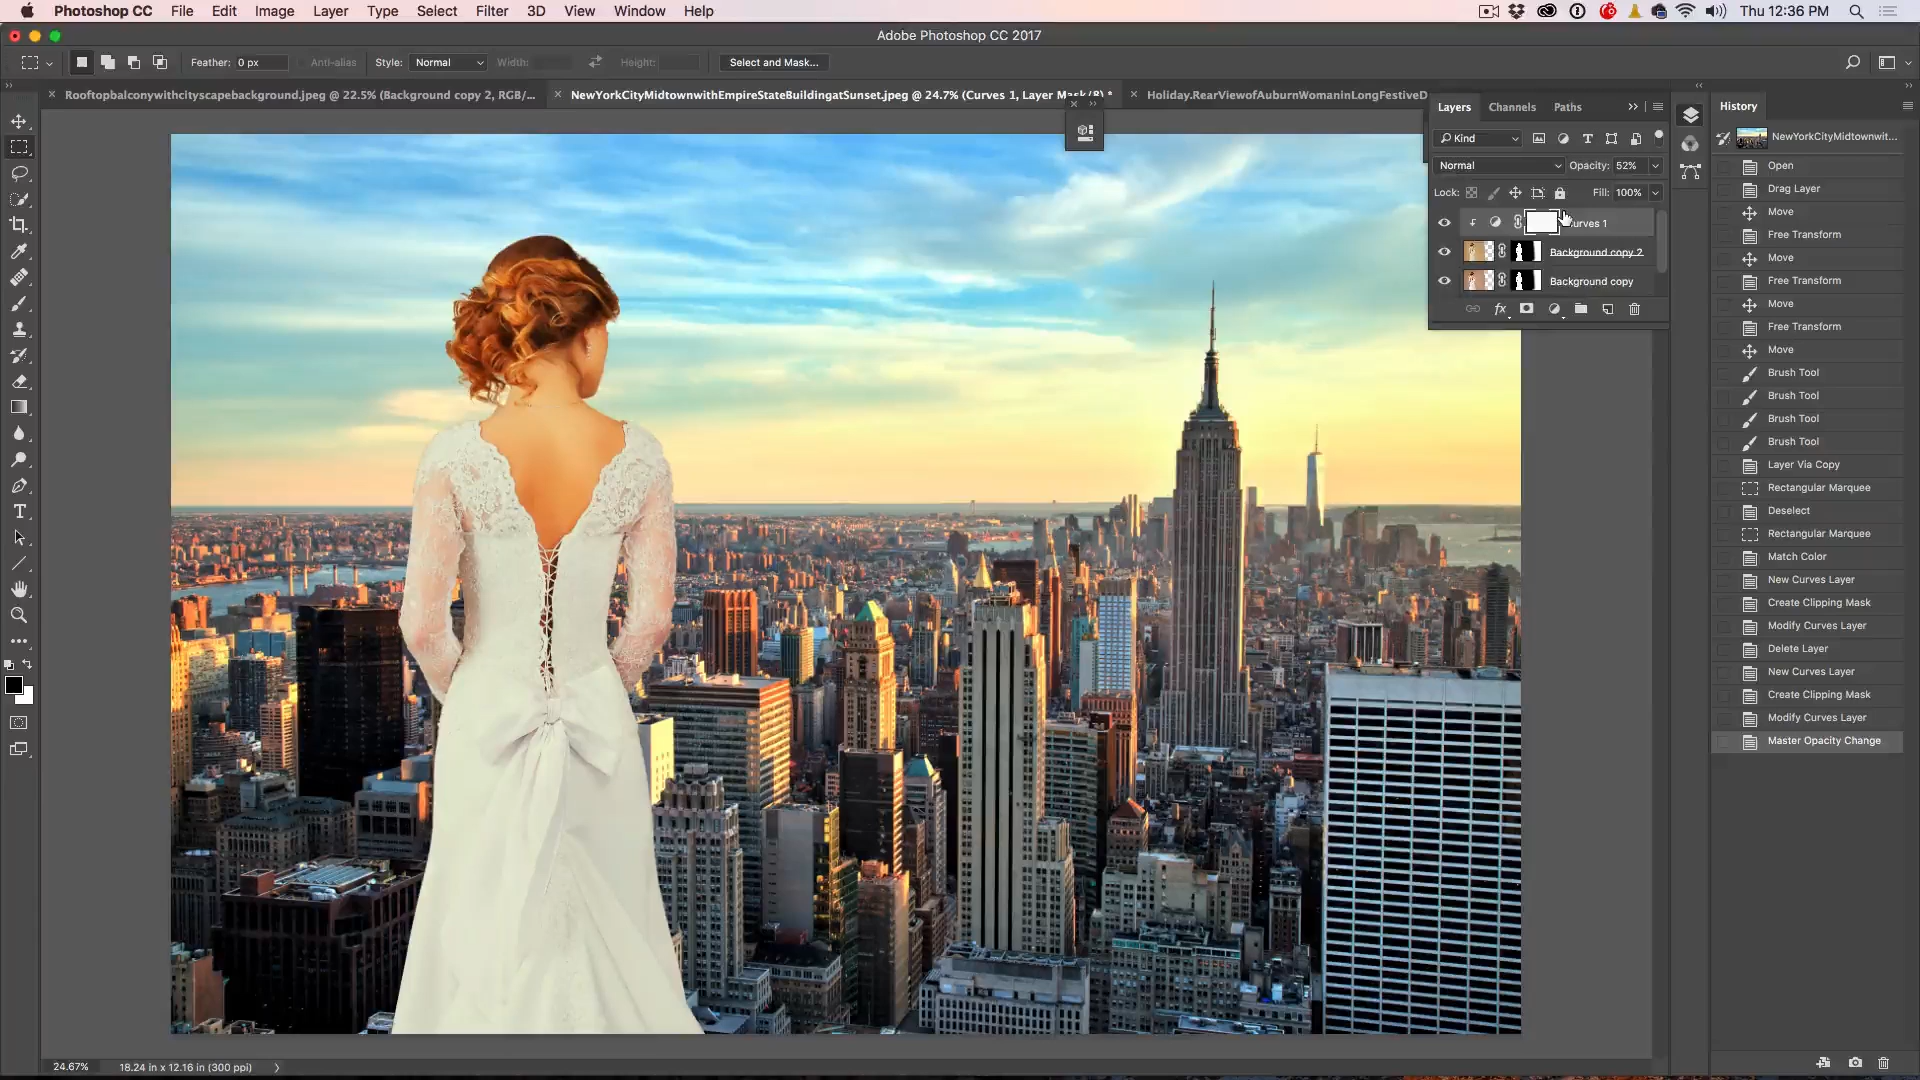 Photoshop CC File Edit Image Layer Type Select Filter 3D View Window Help Thu 12:36 PM
Adobe Photoshop CC 2017
Feather: 0 px Anti-alias Style: Normal Width: Height: Select and Mask...
Rooftopbalconywithcityscapebackground.jpeg @ 22.5% (Background copy 2, RGB/... NewYorkCityMidtownwithEmpireStateBuildingatSunset.jpeg @ 24.7% (Curves 1, Layer Mask/8) * Holiday.RearViewofAuburnWomaninLongFestiveD
Layers Channels Paths
Kind
Normal Opacity: 52%
Lock: Fill: 100%
urves 1
Background copy 2
Background copy
History
NewYorkCityMidtownwit...
Open
Drag Layer
Move
Free Transform
Move
Free Transform
Move
Free Transform
Move
Brush Tool
Brush Tool
Brush Tool
Brush Tool
Layer Via Copy
Rectangular Marquee
Deselect
Rectangular Marquee
Match Color
New Curves Layer
Create Clipping Mask
Modify Curves Layer
Delete Layer
New Curves Layer
Create Clipping Mask
Modify Curves Layer
Master Opacity Change
24.67% 18.24 in x 12.16 in (300 ppi)